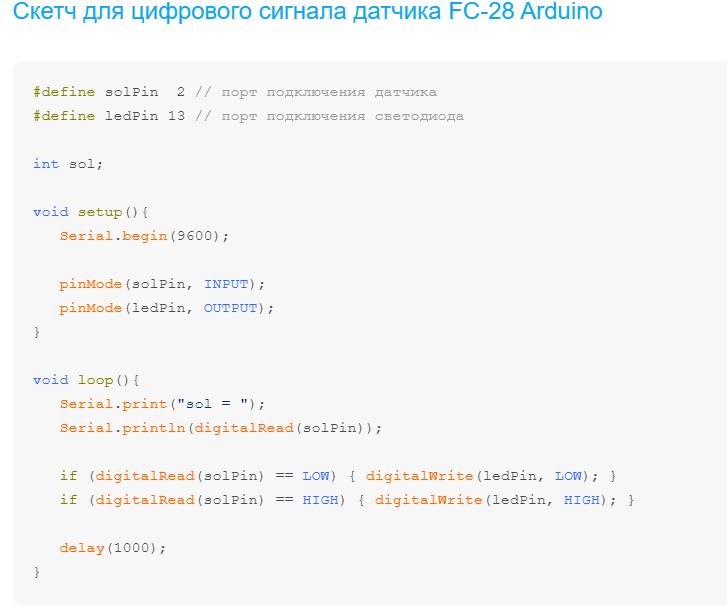 Скетч для цифрового сигнала датчика FC-28 Arduino
#define solPin  2 // порт подключения датчика
#define ledPin 13 // порт подключения светодиода
int sol;
void setup(){
   Serial.begin(9600);
   pinMode(solPin, INPUT);
   pinMode(ledPin, OUTPUT);
}
void loop(){
   Serial.print("sol = ");
   Serial.println(digitalRead(solPin));
   if (digitalRead(solPin) == LOW) { digitalWrite(ledPin, LOW); }
   if (digitalRead(solPin) == HIGH) { digitalWrite(ledPin, HIGH); }
   delay(1000);
}